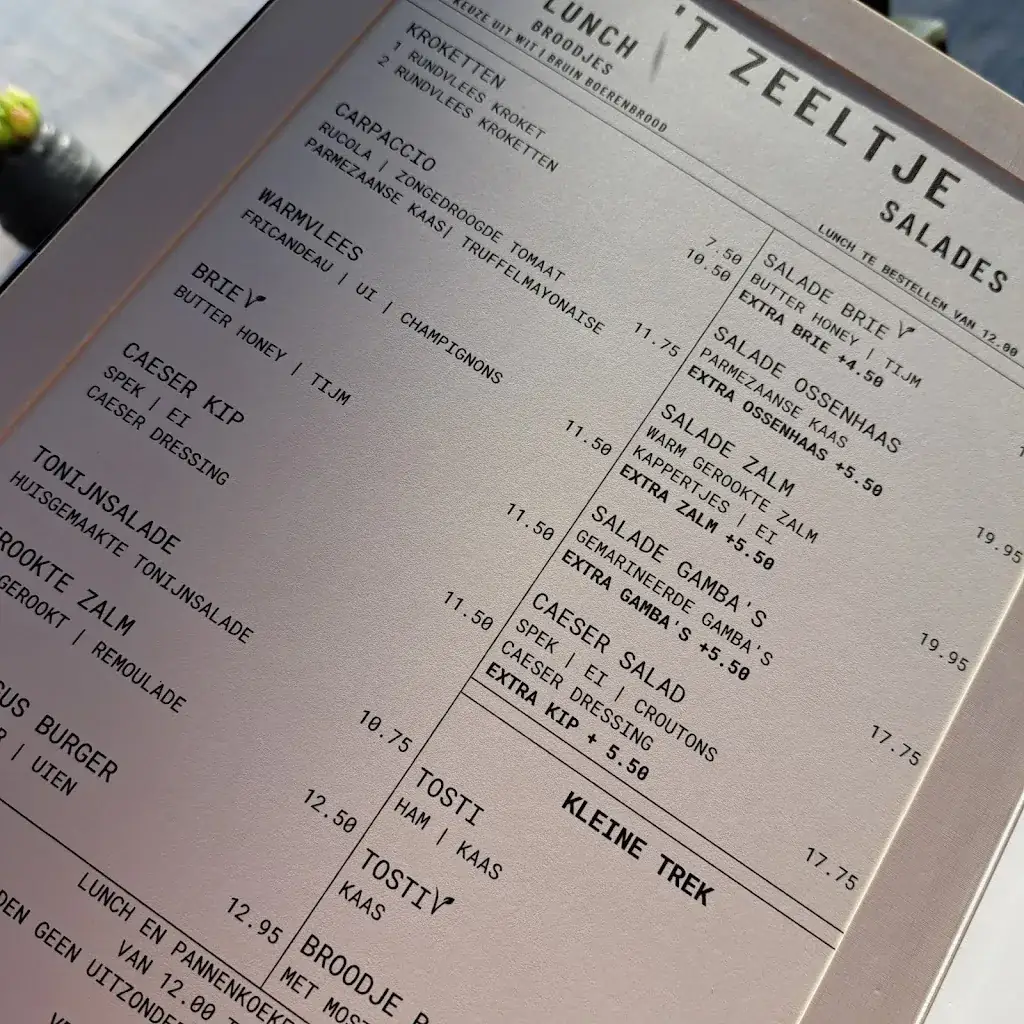 'T ZEELTJE
LUNCH
BROODJES
KEUZE UIT WIT | BRUIN BOERENBROOD
KROKETTEN
1 RUNDVLEES KROKET 7.50
2 RUNDVLEES KROKETTEN 10.50
CARPACCIO
RUCOLA | ZONGEDROOGDE TOMAAT
PARMEZAANSE KAAS| TRUFFELMAYONAISE 11.75
WARMVLEES
FRICANDEAU | UI | CHAMPIGNONS 11.50
BRIE
BUTTER HONEY | TIJM 11.50
CAESER KIP
SPEK | EI
CAESER DRESSING 11.50
TONIJNSALADE
HUISGEMAAKTE TONIJNSALADE 10.75
ZALM
GEROOKT | REMOULADE 12.50
BURGER
| UIEN 12.95
LUNCH EN
VAN 12.00
GEEN
SALADES
LUNCH TE BESTELLEN VAN 12.00
SALADE BRIE
BUTTER HONEY | TIJM
EXTRA BRIE +4.50
SALADE OSSENHAAS
PARMEZAANSE KAAS
EXTRA OSSENHAAS +5.50 19.95
SALADE ZALM
WARM GEROOKTE ZALM
KAPPERTJES | EI
EXTRA ZALM +5.50 19.95
SALADE GAMBA'S
GEMARINEERDE GAMBA'S
EXTRA GAMBA'S +5.50 17.75
CAESER SALAD
SPEK | EI | CROUTONS
CAESER DRESSING
EXTRA KIP + 5.50 17.75
KLEINE TREK
TOSTI
HAM | KAAS
TOSTI
KAAS
BROODJE
MET